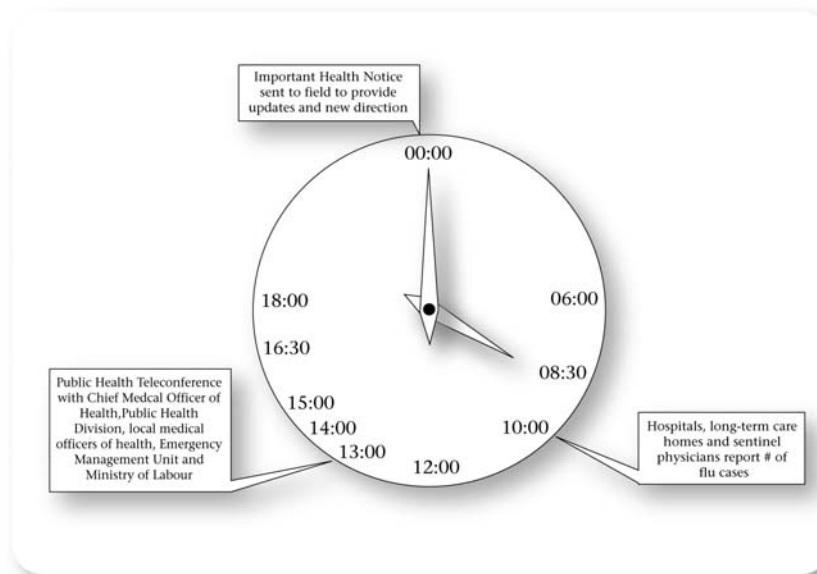 Important Health Notice
sent to field to provide
updates and new direction
00:00
18:00
06:00
16:30
08:30
Public Health Teleconference
with Chief Medcal Officer of
Health,Public Health
Division, local medical
officers of health, Emergency
Management Unit and
Ministry of Labour
15:00
14:00
13:00
12:00
10:00
Hospitals, long-term care
homes and sentinel
physicians report # of
flu cases